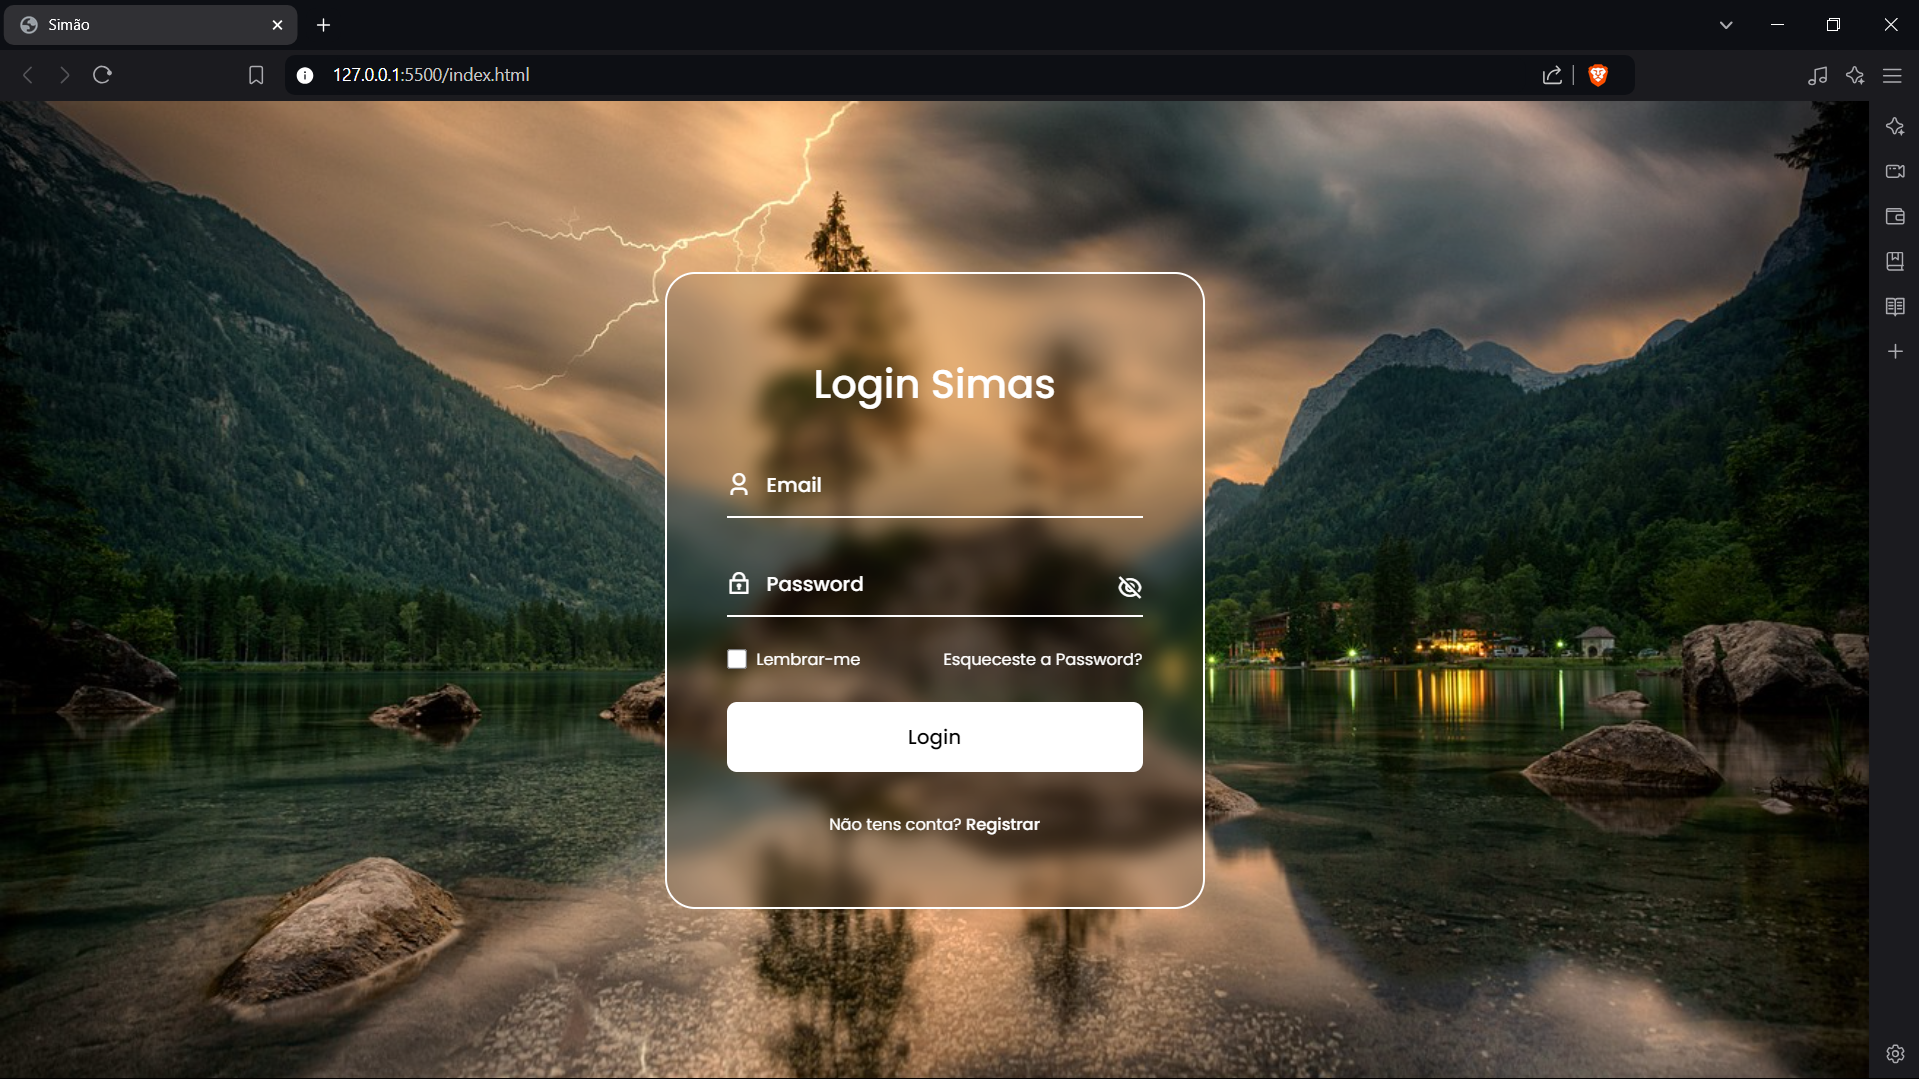 Simão
127.0.0.1:5500/index.html
Login Simas
Email
Password
Lembrar-me Esqueceste a Password?
Login
Não tens conta? Registrar